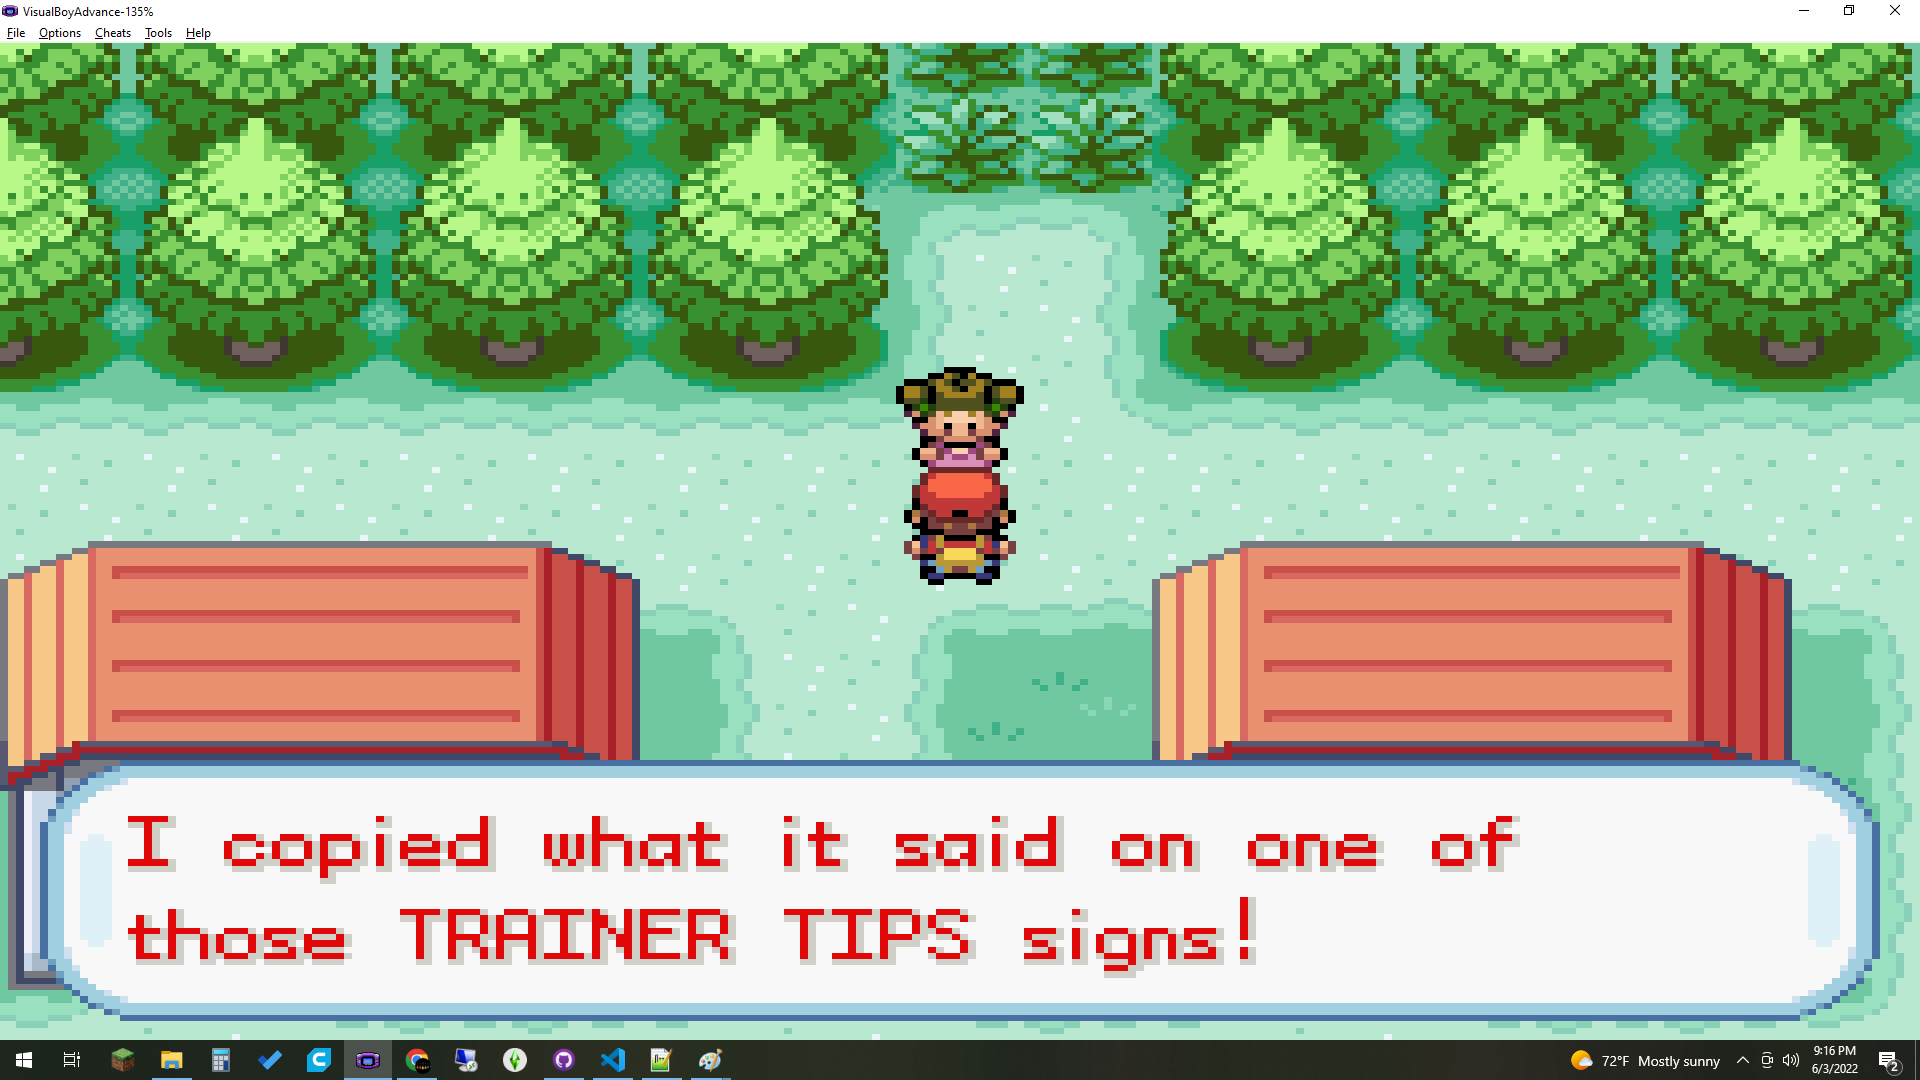 VisualBoyAdvance-135%
File Options Cheats Tools Help
I copied what it said on one of
those TRAINER TIPS signs!
72°F Mostly sunny
9:16 PM
6/3/2022
2